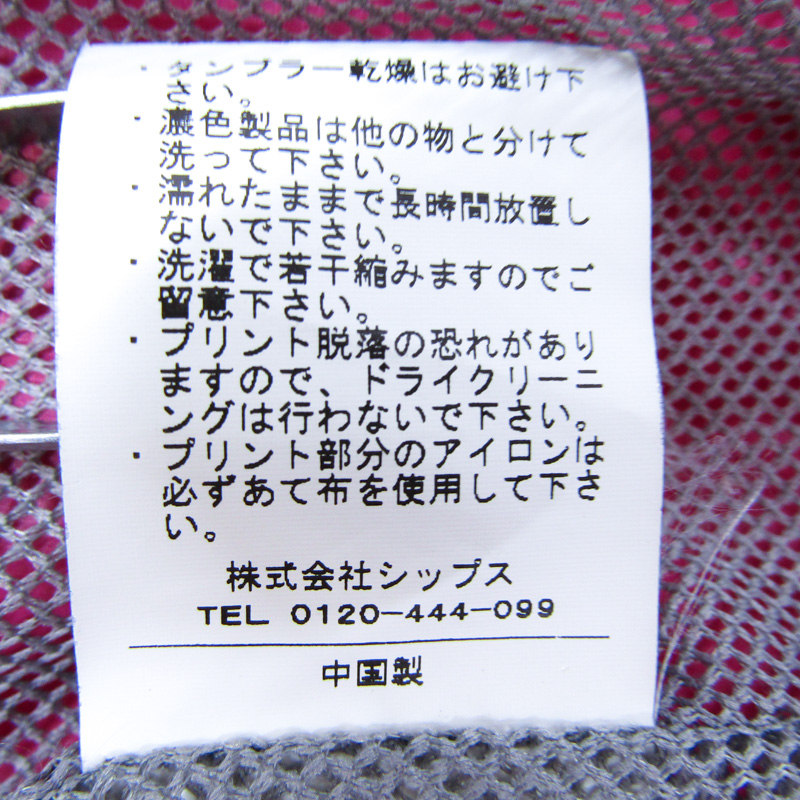 ・タンブラー乾燥はお避け下
さい。
・濃色製品は他の物と分けて
洗って下さい。
・濡れたままで長時間放置し
ないで下さい。
・洗濯で若干縮みますのでご
留意下さい。
・プリント脱落の恐れがあり
ますので、ドライクリーニ
ングは行わないで下さい。
・プリント部分のアイロンは
必ずあて布を使用して下さ
い。
株式会社シップス
TEL 0120-444-099
中国製